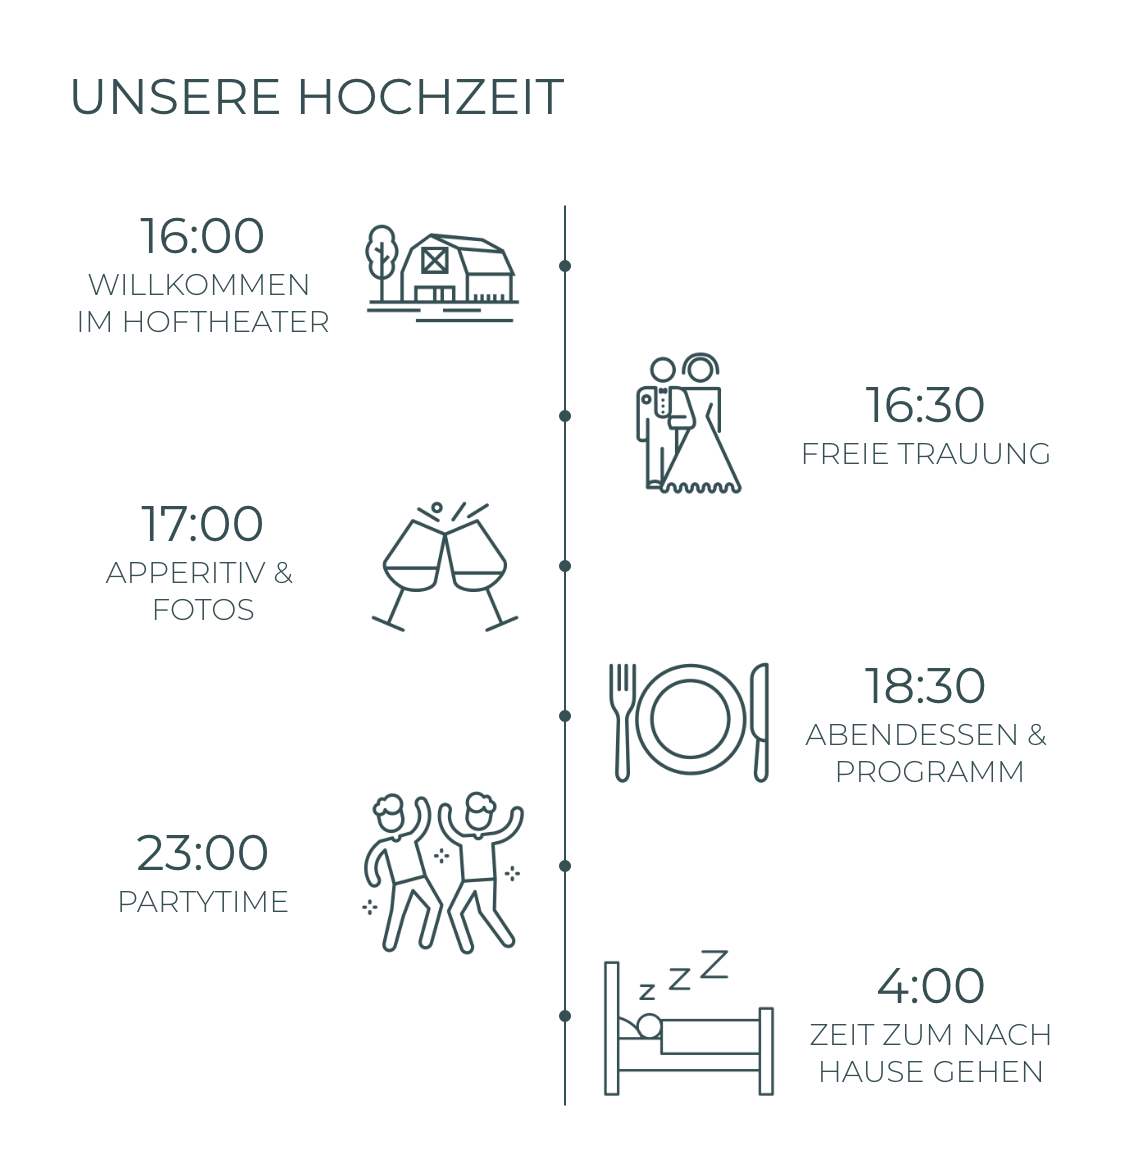 UNSERE HOCHZEIT
16:00
WILLKOMMEN
IM HOFTHEATER
16:30
FREIE TRAUUNG
17:00
APPERITIV &
FOTOS
18:30
ABENDESSEN &
PROGRAMM
23:00
PARTYTIME
z z z
4:00
ZEIT ZUM NACH
HAUSE GEHEN